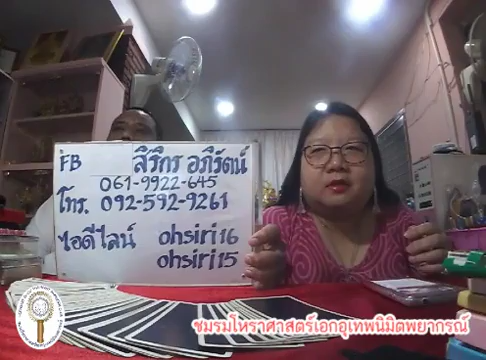 FB สิริกร อภิรัตน์
061-9922-645
โทร. 092-592-9261
ไอดีไลน์ ohsiri16
ohsiri15
ชมรมโหราศาสตร์เอกอุเทพนิมิตพยากรณ์